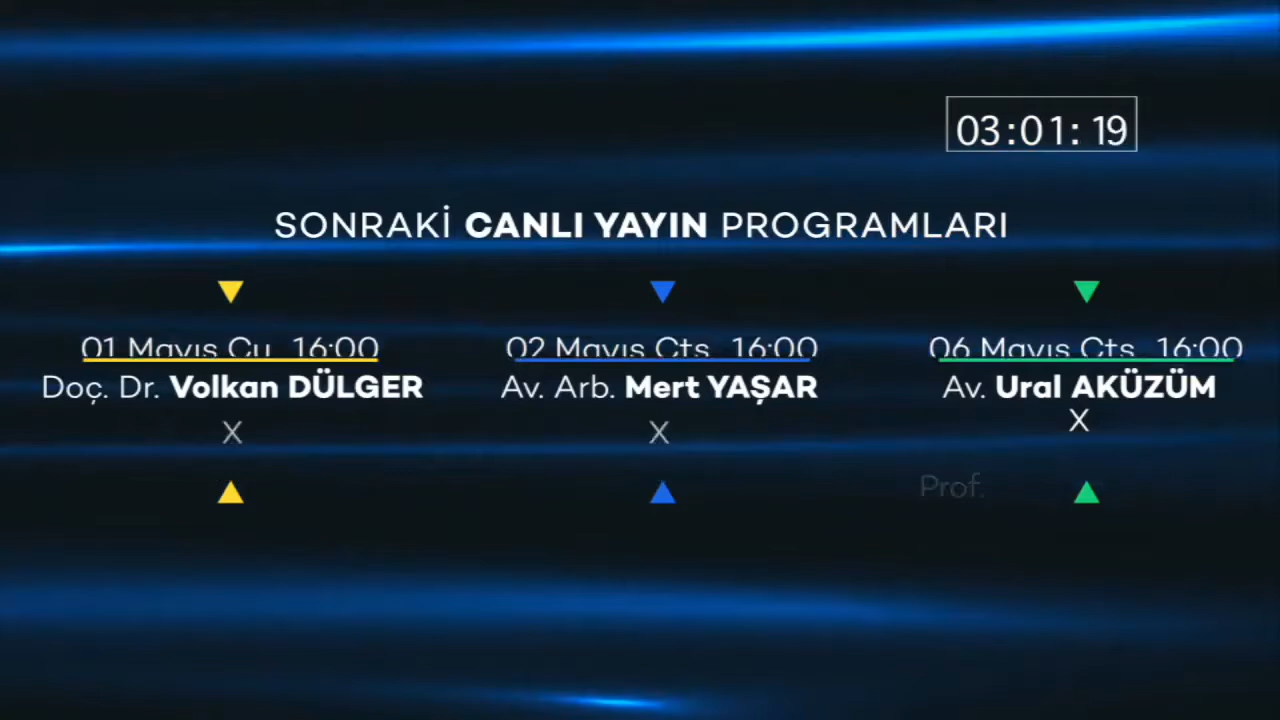 03:01:19
SONRAKİ CANLI YAYIN PROGRAMLARI
01 Mayıs Cu 16:00
Doç. Dr. Volkan DÜLGER
X
02 Mayıs Cts 16:00
Av. Arb. Mert YAŞAR
X
06 Mayıs Cts 16:00
Av. Ural AKÜZÜM
X
Prof.